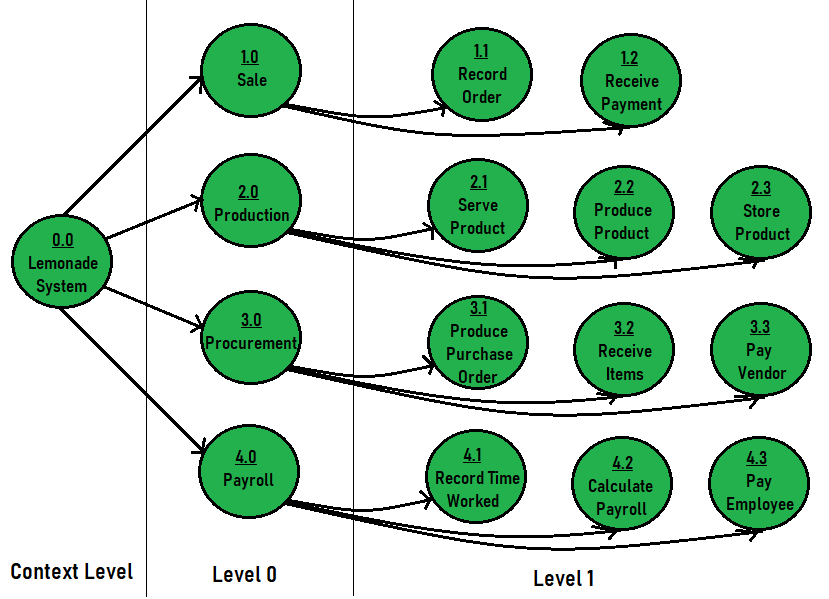 0.0
Lemonade
System
1.0
Sale
1.1
Record
Order
1.2
Receive
Payment
2.0
Production
2.1
Serve
Product
2.2
Produce
Product
2.3
Store
Product
3.0
Procurement
3.1
Produce
Purchase
Order
3.2
Receive
Items
3.3
Pay
Vendor
4.0
Payroll
4.1
Record Time
Worked
4.2
Calculate
Payroll
4.3
Pay
Employee
Context Level
Level 0
Level 1